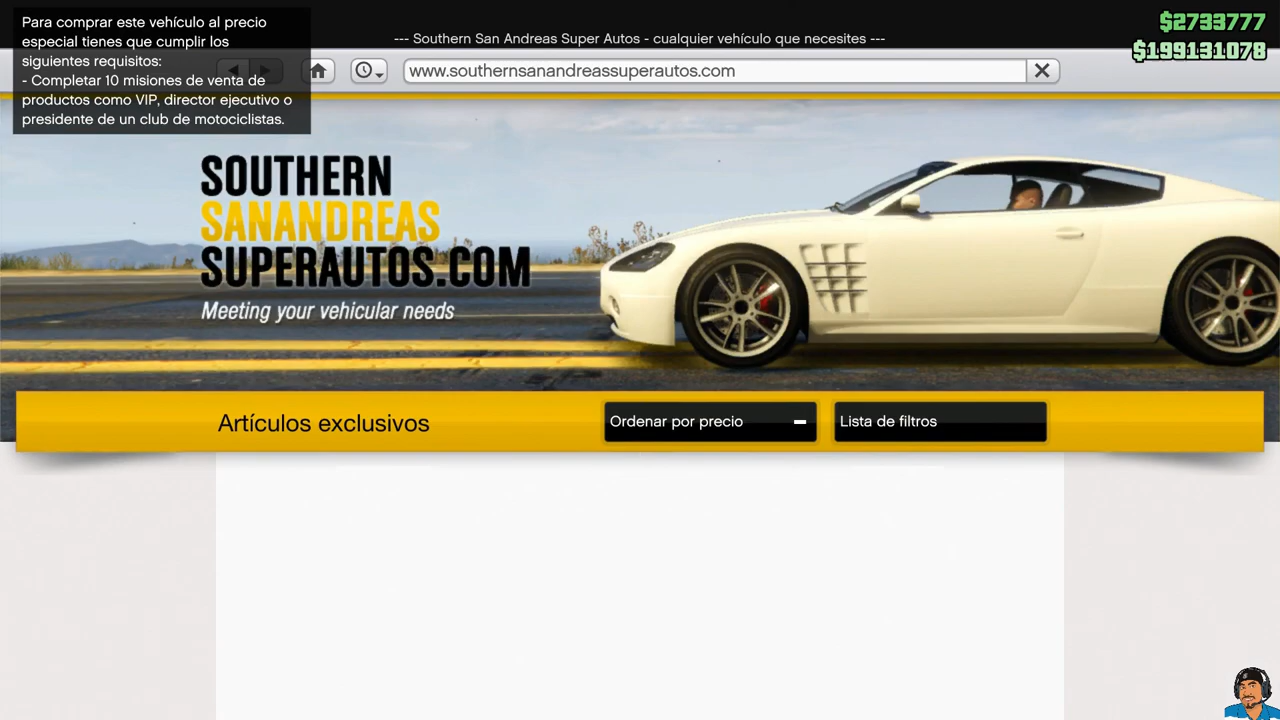 Para comprar este vehículo al precio
especial tienes que cumplir los
siguientes requisitos:
- Completar 10 misiones de venta de
productos como VIP, director ejecutivo o
presidente de un club de motociclistas.
--- Southern San Andreas Super Autos - cualquier vehículo que necesites ---
$2733777
$199131078
www.southernsanandreassuperautos.com
SOUTHERN
SANANDREAS
SUPERAUTOS.COM
Meeting your vehicular needs
Artículos exclusivos
Ordenar por precio
Lista de filtros